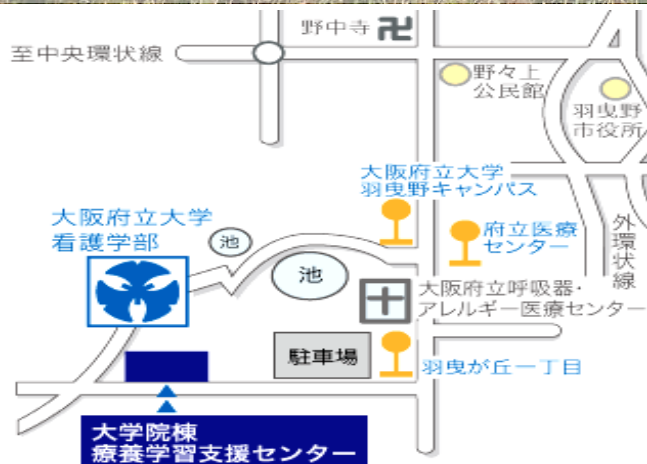 野中寺 卍
至中央環状線
野々上
公民館
羽曳野
市役所
大阪府立大学
羽曳野キャンパス
大阪府立大学
看護学部
池
府立医療
センター
外環状線
池
大阪府立呼吸器・
アレルギー医療センター
駐車場
羽曳が丘一丁目
大学院棟
療養学習支援センター